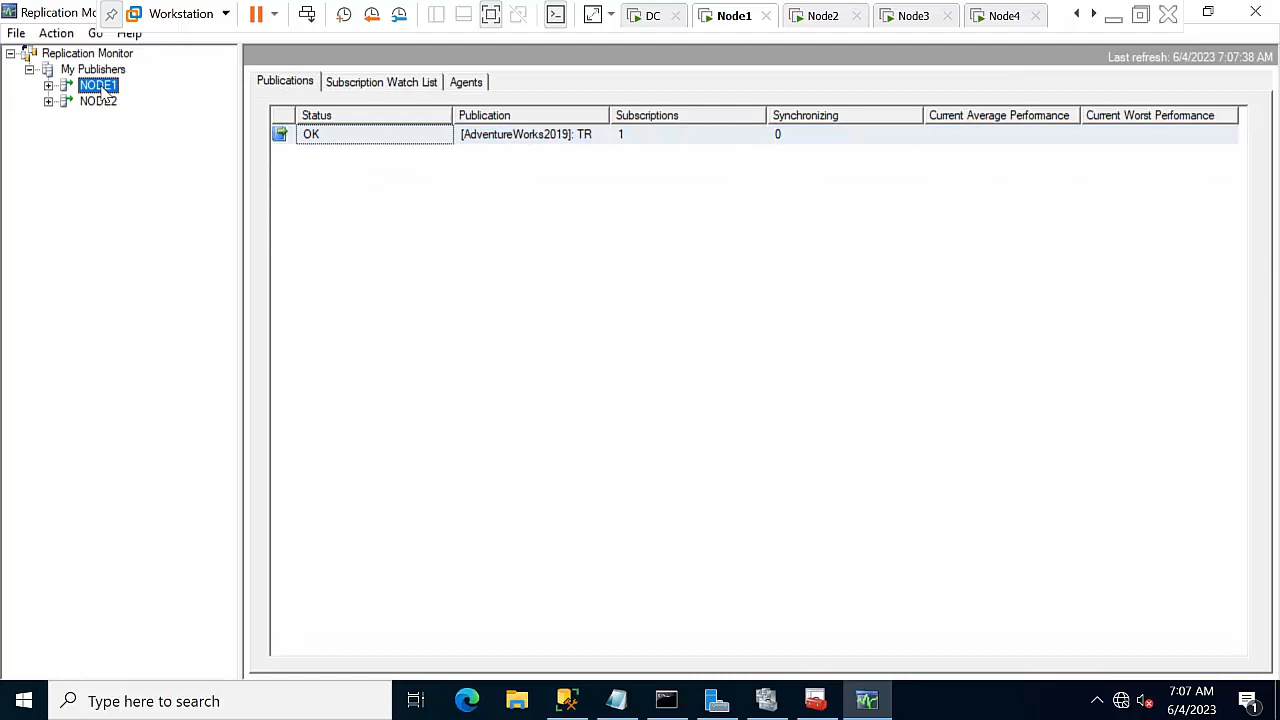 Replication Mo
Workstation
DC
Node1
Node2
Node3
Node4
File Action Go Help
Replication Monitor
My Publishers
NODE1
NODE2
Last refresh: 6/4/2023 7:07:38 AM
Publications Subscription Watch List Agents
Status Publication Subscriptions Synchronizing Current Average Performance Current Worst Performance
OK [AdventureWorks2019]: TR 1 0
Type here to search
7:07 AM
6/4/2023
1